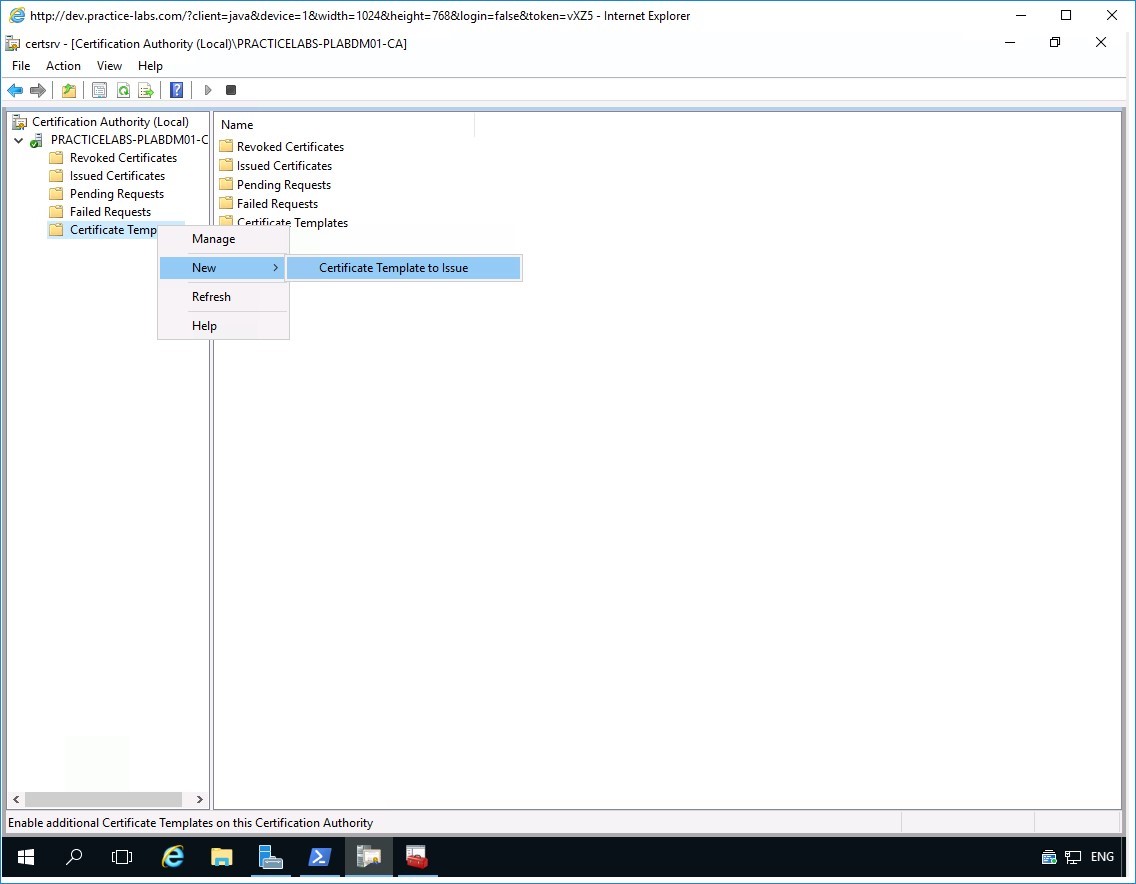 http://dev.practice-labs.com/?client=java&device=1&width=1024&height=768&login=false&token=vXZ5 - Internet Explorer
certsrv - [Certification Authority (Local)\PRACTICELABS-PLABDM01-CA]
File Action View Help
Certification Authority (Local)
PRACTICELABS-PLABDM01-C
Revoked Certificates
Issued Certificates
Pending Requests
Failed Requests
Certificate Temp
Name
Revoked Certificates
Issued Certificates
Pending Requests
Failed Requests
Certificate Templates
Manage
New
Certificate Template to Issue
Refresh
Help
Enable additional Certificate Templates on this Certification Authority
ENG